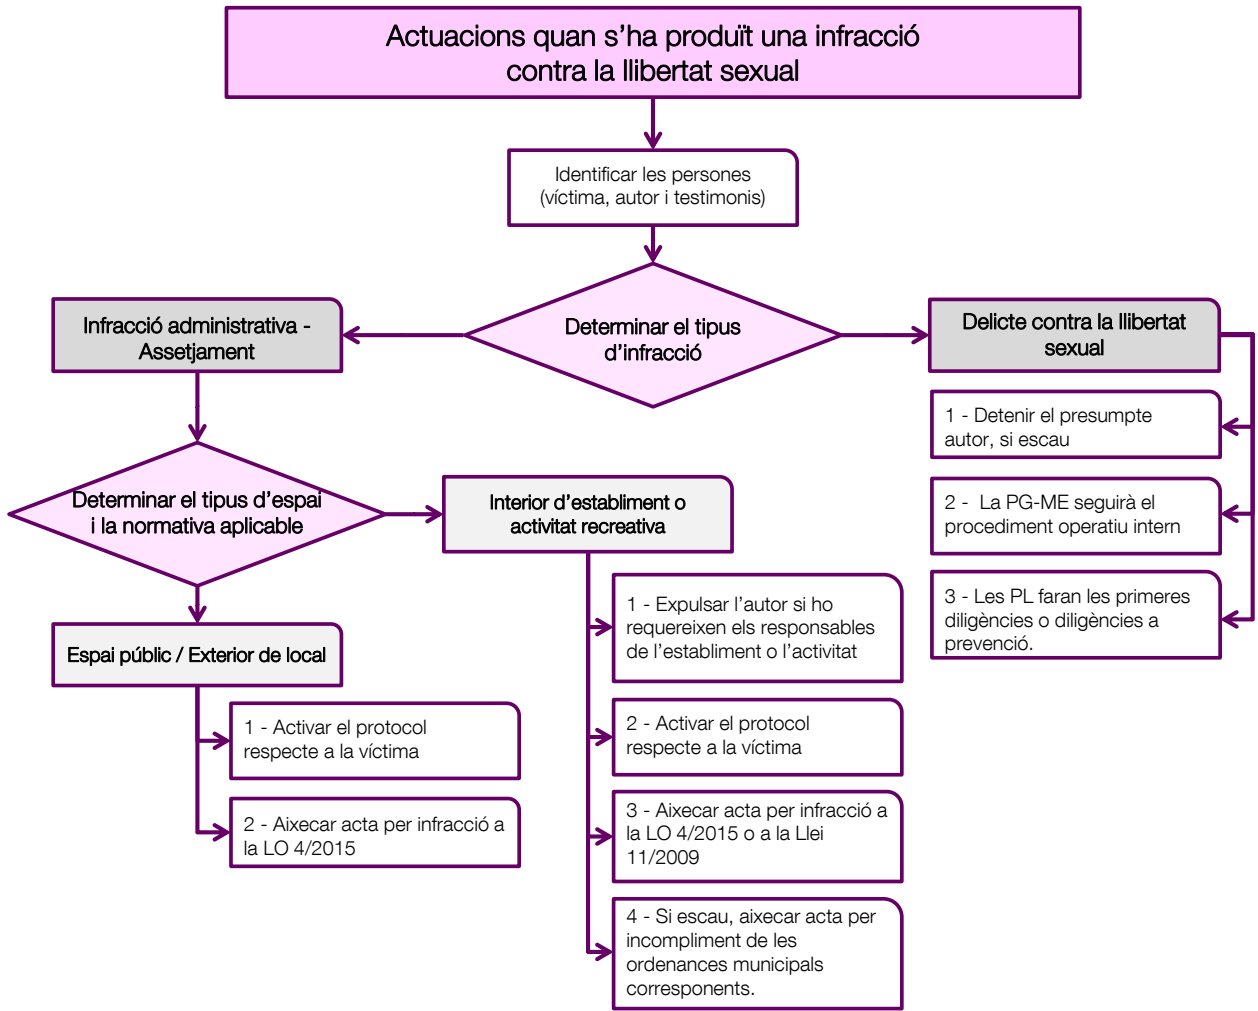 Actuacions quan s'ha produït una infracció
contra la llibertat sexual
Identificar les persones
(víctima, autor i testimonis)
Determinar el tipus
d'infracció
Infracció administrativa -
Assetjament
Delicte contra la llibertat
sexual
1 - Detenir el presumpte
autor, si escau
2 -  La PG-ME seguirà el
procediment operatiu intern
3 - Les PL faran les primeres
diligències o diligències a
prevenció.
Determinar el tipus d'espai
i la normativa aplicable
Interior d'establiment o
activitat recreativa
1 - Expulsar l'autor si ho
requereixen els responsables
de l'establiment o l'activitat
2 - Activar el protocol
respecte a la víctima
3 - Aixecar acta per infracció a
la LO 4/2015 o a la Llei
11/2009
4 - Si escau, aixecar acta per
incompliment de les
ordenances municipals
corresponents.
Espai públic / Exterior de local
1 - Activar el protocol
respecte a la víctima
2 - Aixecar acta per infracció a
la LO 4/2015